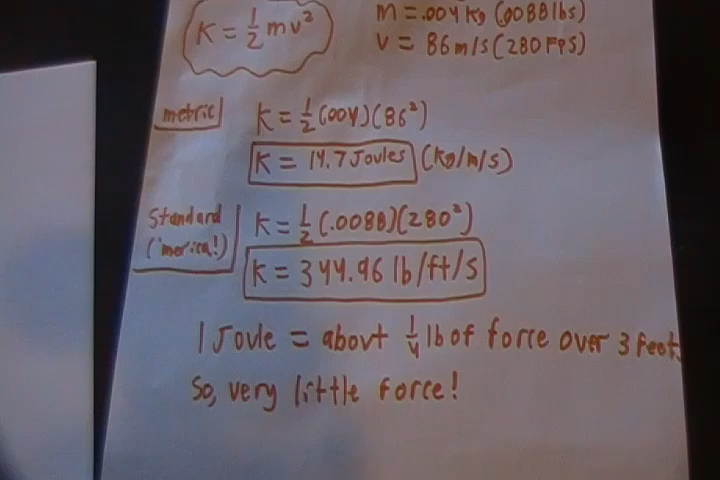 K = 1/2 mv²
m = .004 kg (.0088 lbs)
v = 86 m/s (280 FPS)
metric
K = 1/2 (.004)(86²)
K = 14.7 Joules (kg/m/s)
Standard
('merica!)
K = 1/2 (.0088)(280²)
K = 344.96 lb/ft/s
1 Joule = about 1/4 lb of force over 3 feet.
So, very little force!